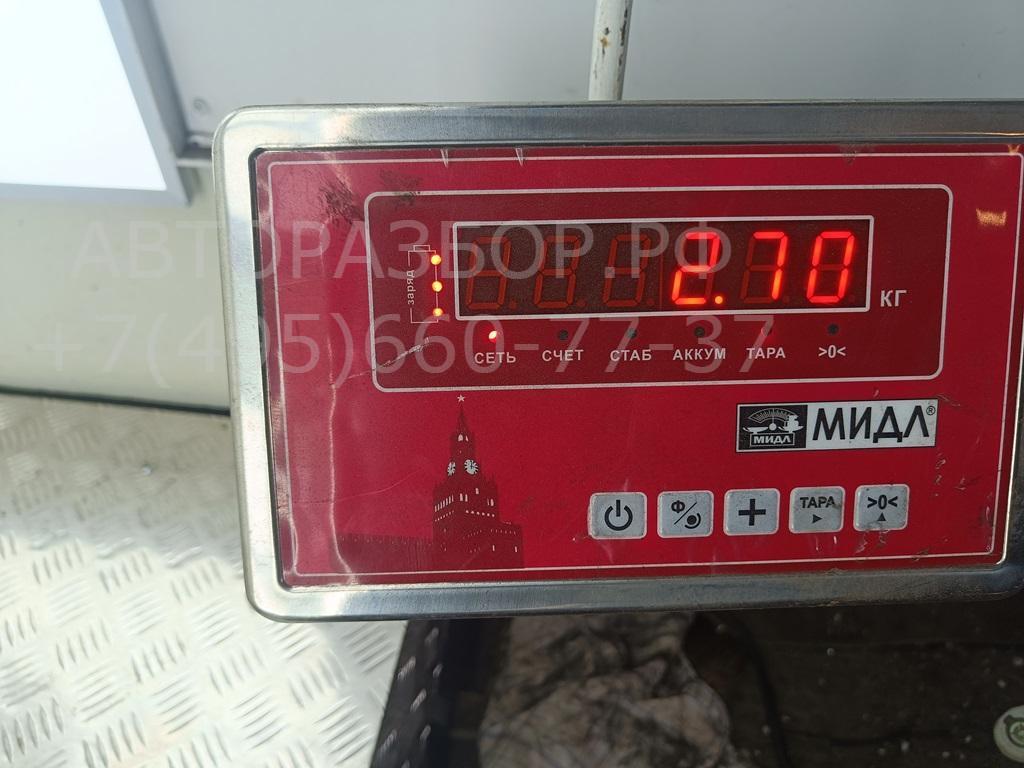 АВТОРАЗБОР.РФ
+7(495)660-77-37
заряд
2.70
КГ
СЕТЬ СЧЕТ СТАБ АККУМ ТАРА >0<
МИДЛ МИДЛ®
Ф + ТАРА >0<